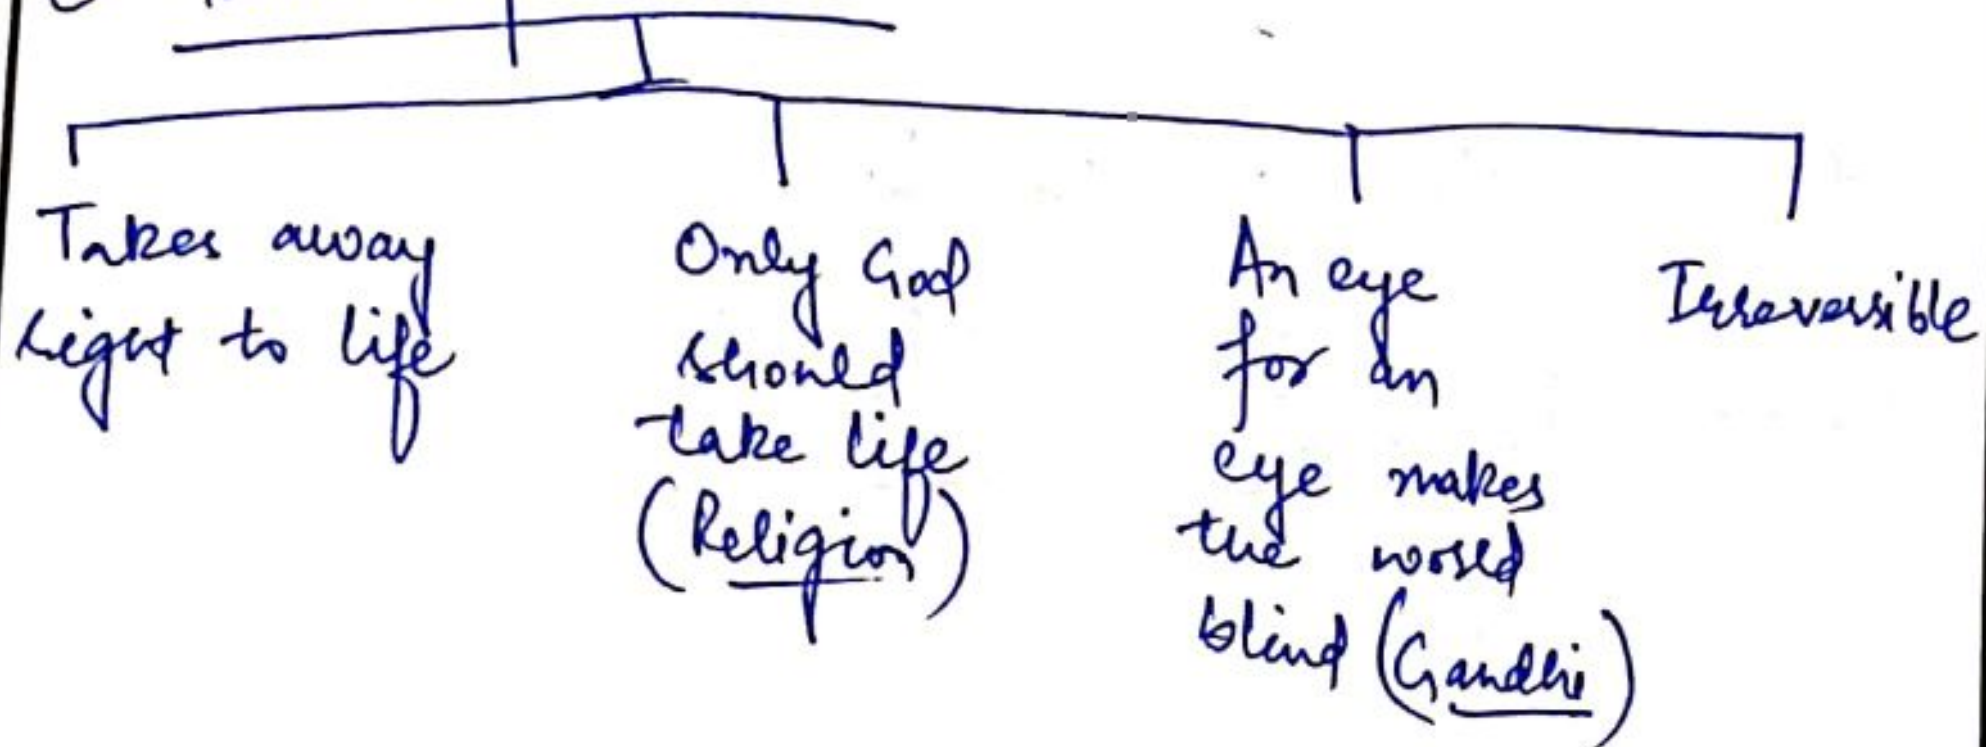 Takes away
right to life
Only God
should
take life
(Religion)
An eye
for an
eye makes
the world
blind (Gandhi)
Irreversible